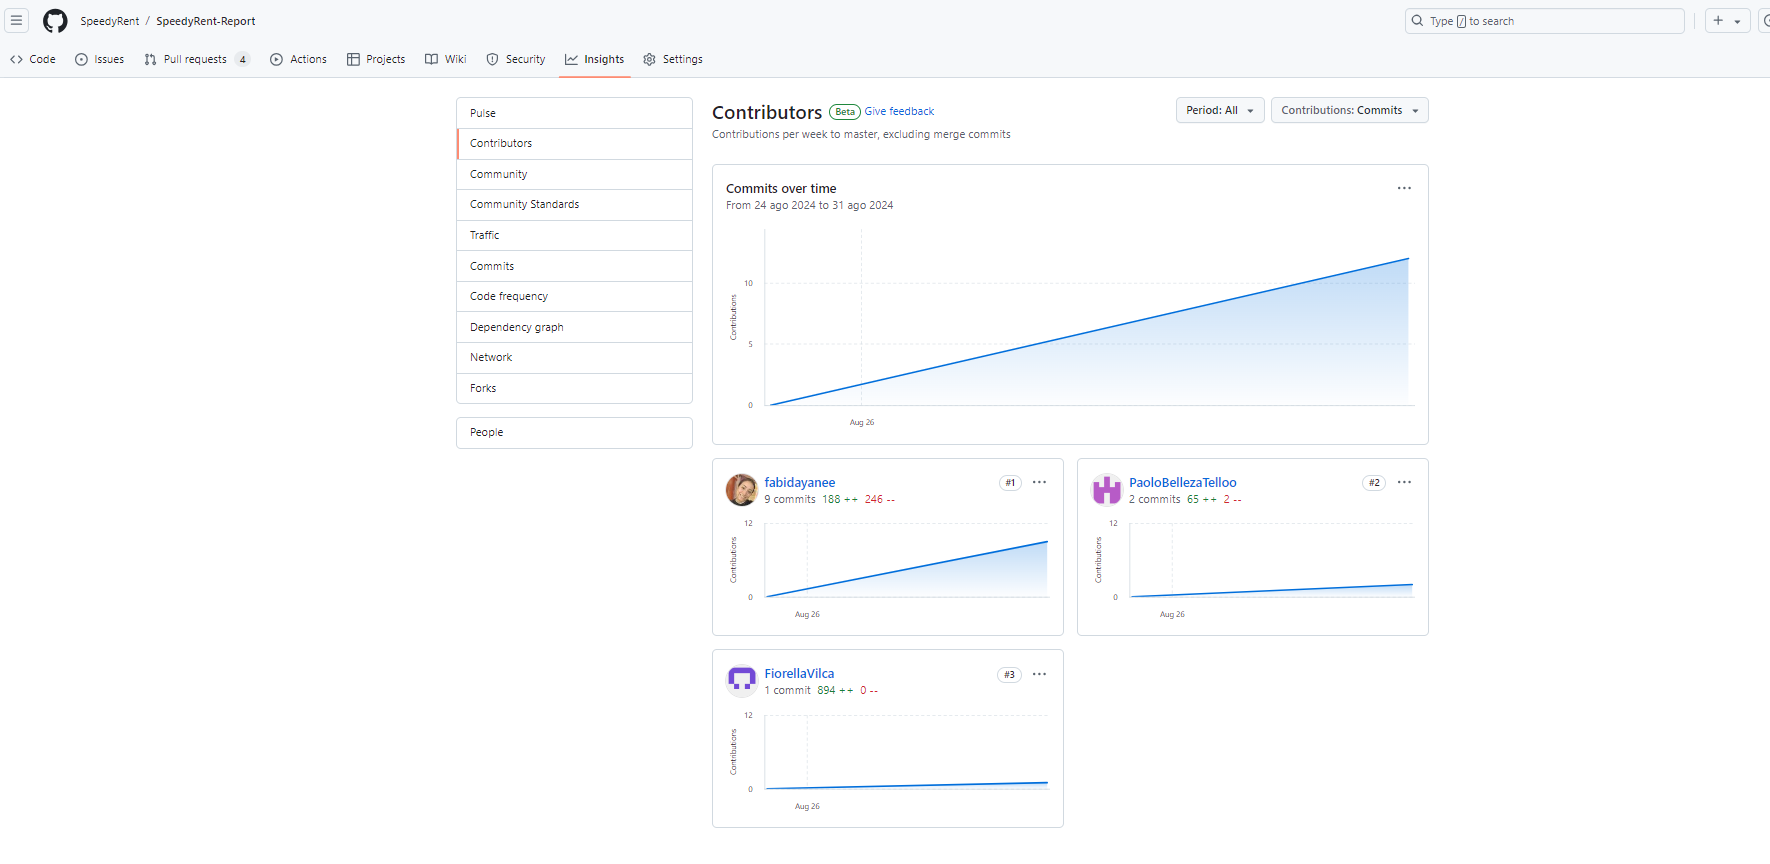 SpeedyRent / SpeedyRent-Report
Type / to search
Code Issues Pull requests 4 Actions Projects Wiki Security Insights Settings
Pulse
Contributors
Community
Community Standards
Traffic
Commits
Code frequency
Dependency graph
Network
Forks
People
Contributors Beta Give feedback
Period: All
Contributions: Commits
Contributions per week to master, excluding merge commits
Commits over time
From 24 ago 2024 to 31 ago 2024
Contributions
10
5
0
Aug 26
fabidayanee
#1
9 commits 188 ++ 246 --
Contributions
12
0
Aug 26
PaoloBellezaTelloo
#2
2 commits 65 ++ 2 --
Contributions
12
0
Aug 26
FiorellaVilca
#3
1 commit 894 ++ 0 --
Contributions
12
0
Aug 26